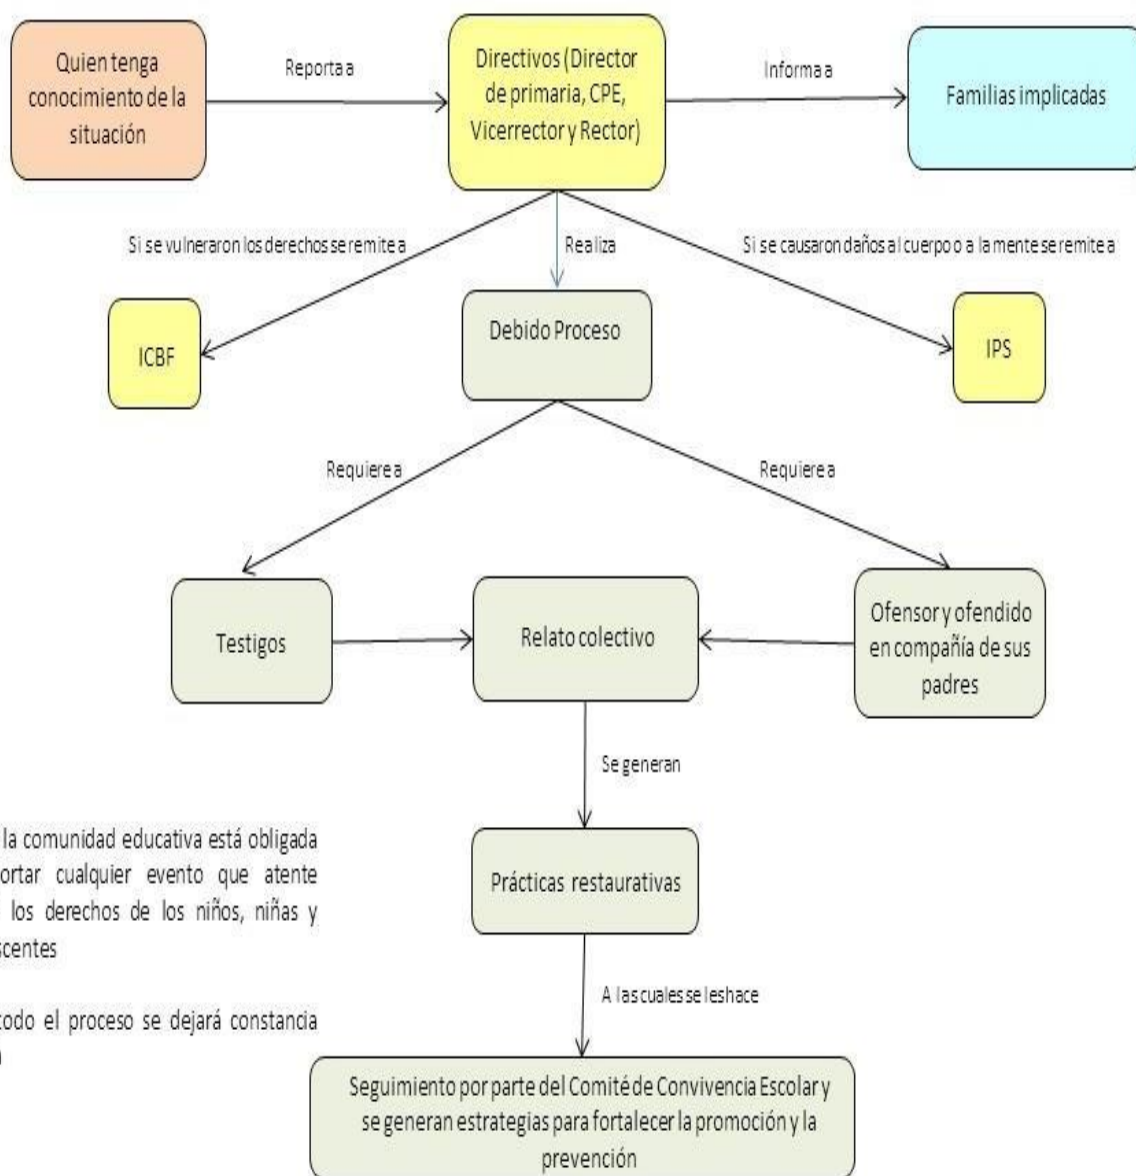 Quien tenga
conocimiento de la
situación
Reporta a
Directivos (Director
de primaria, CPE,
Vicerrector y Rector)
Informa a
Familias implicadas
Si se vulneraron los derechos se remite a
Realiza
Si se causaron daños al cuerpo o a la mente se remite a
ICBF
Debido Proceso
IPS
Requiere a
Requiere a
Testigos
Relato colectivo
Ofensor y ofendido
en compañía de sus
padres
Se generan
la comunidad educativa está obligada
cualquier evento que atente
los derechos de los niños, niñas y
Prácticas restaurativas
A las cuales se les hace
el proceso se dejará constancia
Seguimiento por parte del Comité de Convivencia Escolar y
se generan estrategias para fortalecer la promoción y la
prevención